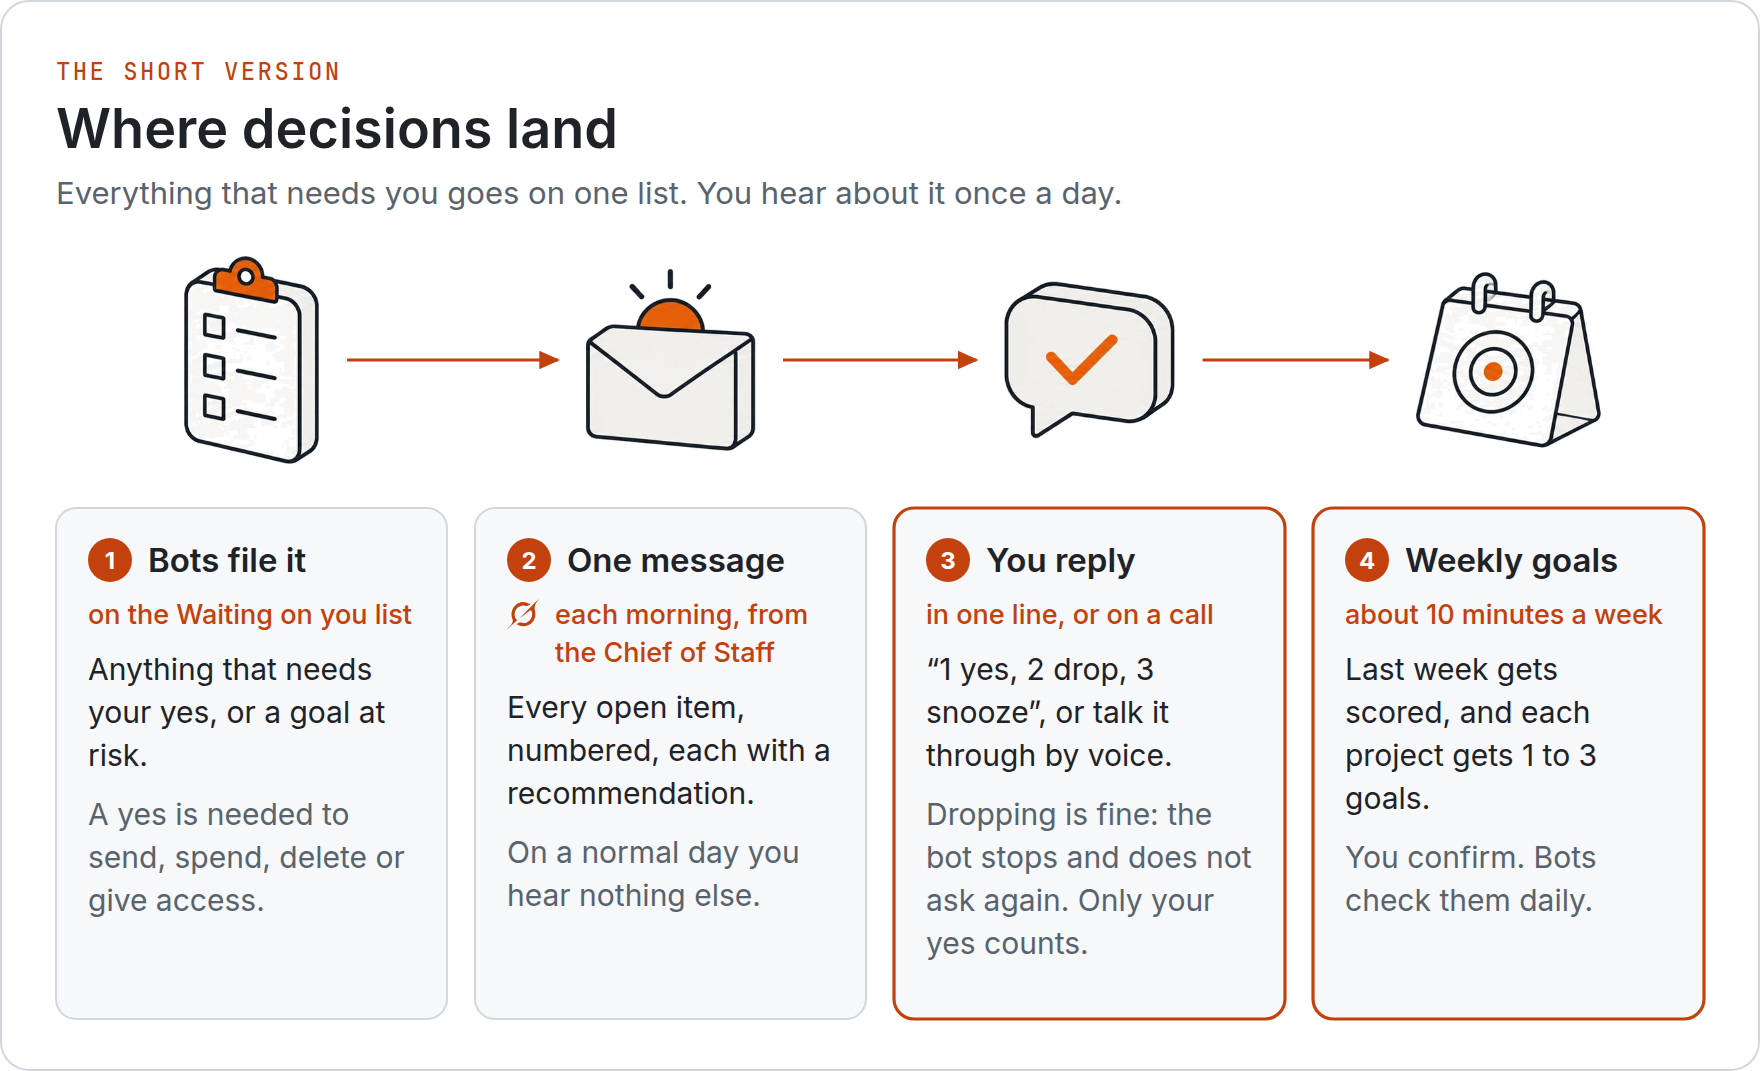 THE SHORT VERSION
Where decisions land
Everything that needs you goes on one list. You hear about it once a day.
1 Bots file it
on the Waiting on you list
Anything that needs
your yes, or a goal at
risk.
A yes is needed to
send, spend, delete or
give access.
2 One message
each morning, from
the Chief of Staff
Every open item,
numbered, each with a
recommendation.
On a normal day you
hear nothing else.
3 You reply
in one line, or on a call
“1 yes, 2 drop, 3
snooze”, or talk it
through by voice.
Dropping is fine: the
bot stops and does not
ask again. Only your
yes counts.
4 Weekly goals
about 10 minutes a week
Last week gets
scored, and each
project gets 1 to 3
goals.
You confirm. Bots
check them daily.